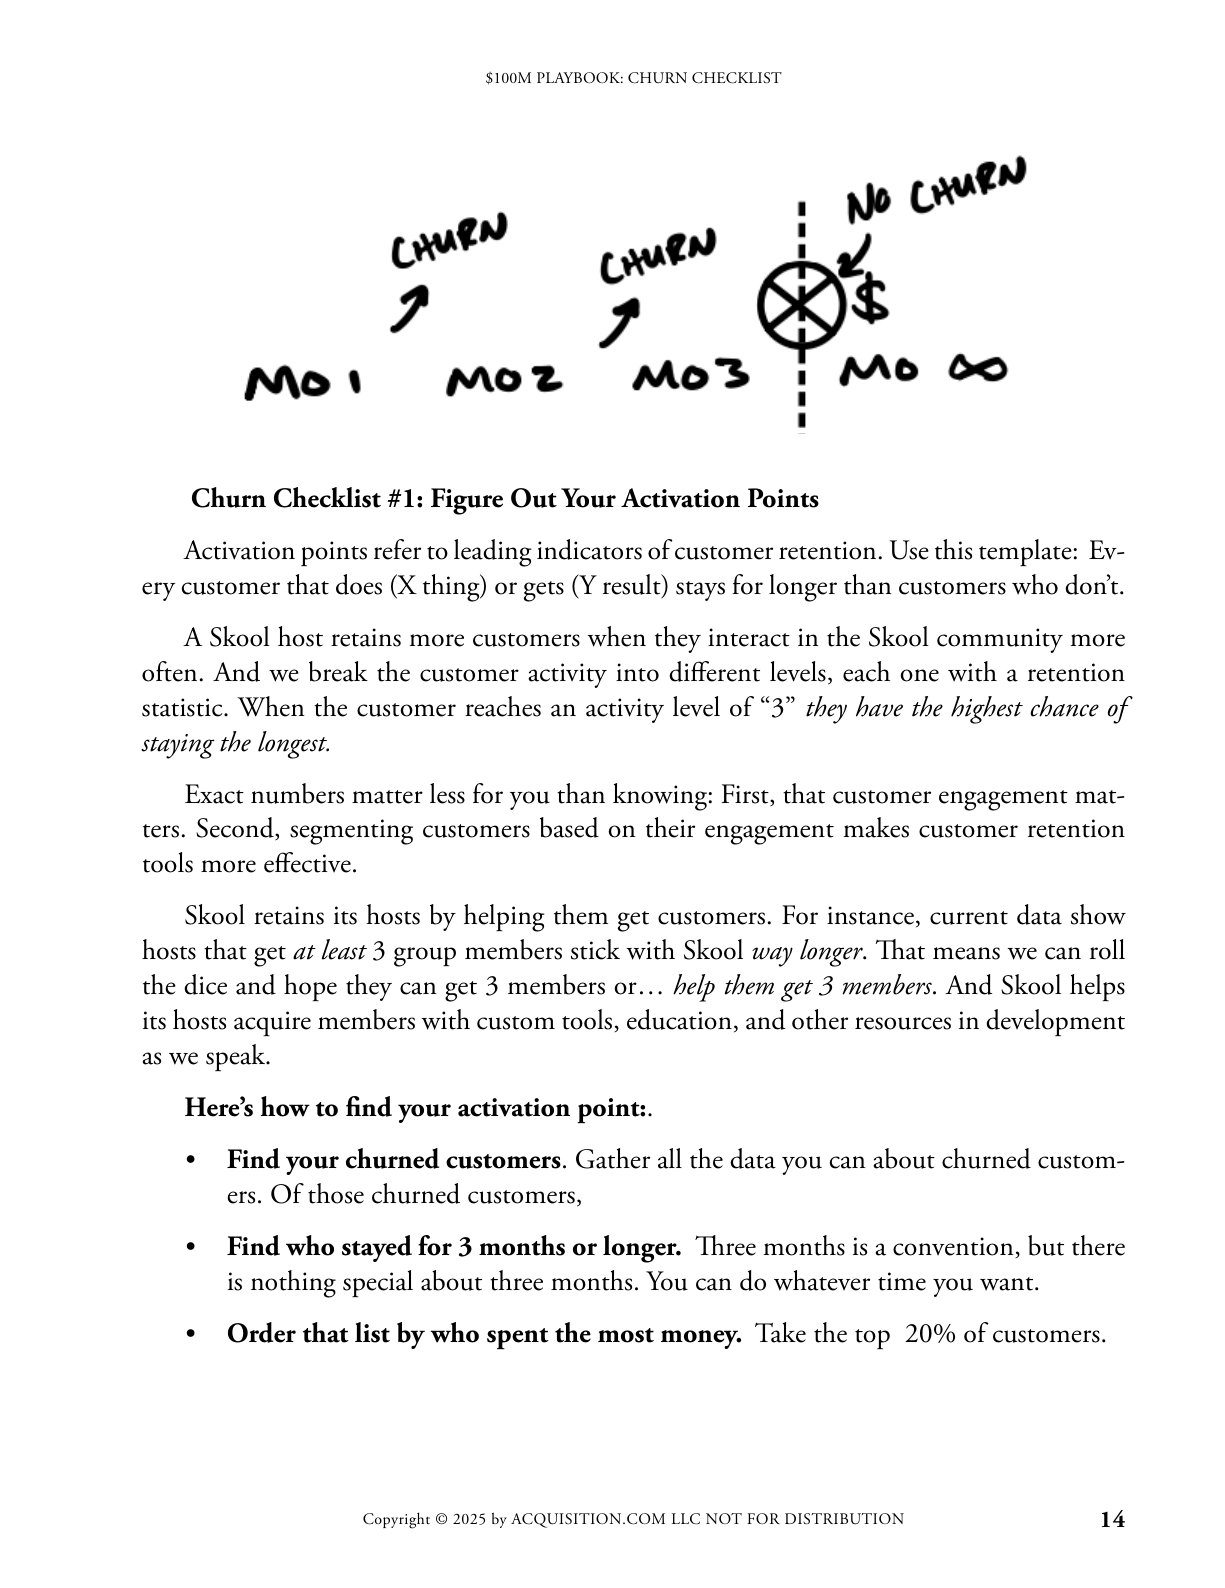 $100M PLAYBOOK: CHURN CHECKLIST
NO CHURN
CHURN
CHURN
$
MO 1 MO 2 MO 3 MO ∞
Churn Checklist #1: Figure Out Your Activation Points
Activation points refer to leading indicators of customer retention. Use this template: Ev-
ery customer that does (X thing) or gets (Y result) stays for longer than customers who don’t.
A Skool host retains more customers when they interact in the Skool community more
often. And we break the customer activity into different levels, each one with a retention
statistic. When the customer reaches an activity level of “3” they have the highest chance of
staying the longest.
Exact numbers matter less for you than knowing: First, that customer engagement mat-
ters. Second, segmenting customers based on their engagement makes customer retention
tools more effective.
Skool retains its hosts by helping them get customers. For instance, current data show
hosts that get at least 3 group members stick with Skool way longer. That means we can roll
the dice and hope they can get 3 members or… help them get 3 members. And Skool helps
its hosts acquire members with custom tools, education, and other resources in development
as we speak.
Here’s how to find your activation point:.
• Find your churned customers. Gather all the data you can about churned custom-
ers. Of those churned customers,
• Find who stayed for 3 months or longer. Three months is a convention, but there
is nothing special about three months. You can do whatever time you want.
• Order that list by who spent the most money. Take the top 20% of customers.
Copyright © 2025 by ACQUISITION.COM LLC NOT FOR DISTRIBUTION
14